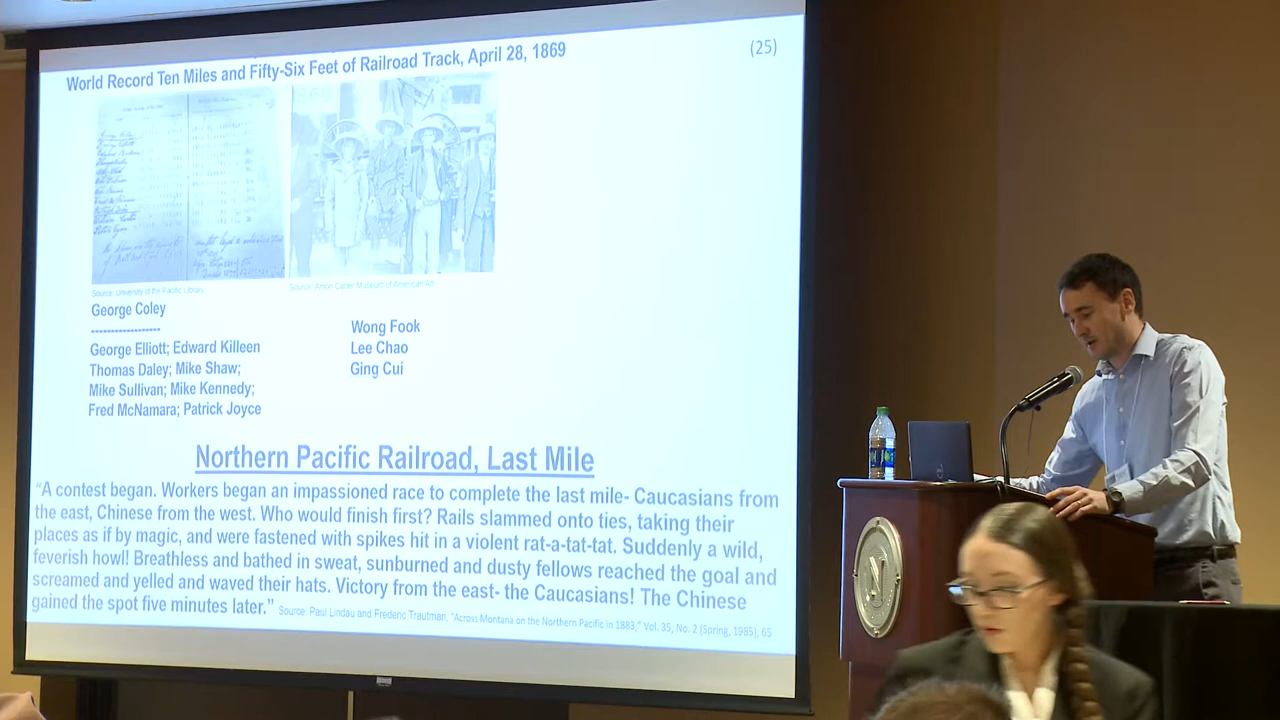 (25)
World Record Ten Miles and Fifty-Six Feet of Railroad Track, April 28, 1869
Source: University of the Pacific Library
Source: Amon Carter Museum of American Art
George Coley
------------------
George Elliott; Edward Killeen
Thomas Daley; Mike Shaw;
Mike Sullivan; Mike Kennedy;
Fred McNamara; Patrick Joyce
Wong Fook
Lee Chao
Ging Cui
Northern Pacific Railroad, Last Mile
“A contest began. Workers began an impassioned race to complete the last mile- Caucasians from
the east, Chinese from the west. Who would finish first? Rails slammed onto ties, taking their
places as if by magic, and were fastened with spikes hit in a violent rat-a-tat-tat. Suddenly a wild,
feverish howl! Breathless and bathed in sweat, sunburned and dusty fellows reached the goal and
screamed and yelled and waved their hats. Victory from the east- the Caucasians! The Chinese
gained the spot five minutes later.” Source: Paul Lindau and Frederic Trautman, “Across Montana on the Northern Pacific in 1883,” Vol. 35, No. 2 (Spring, 1985), 65
N